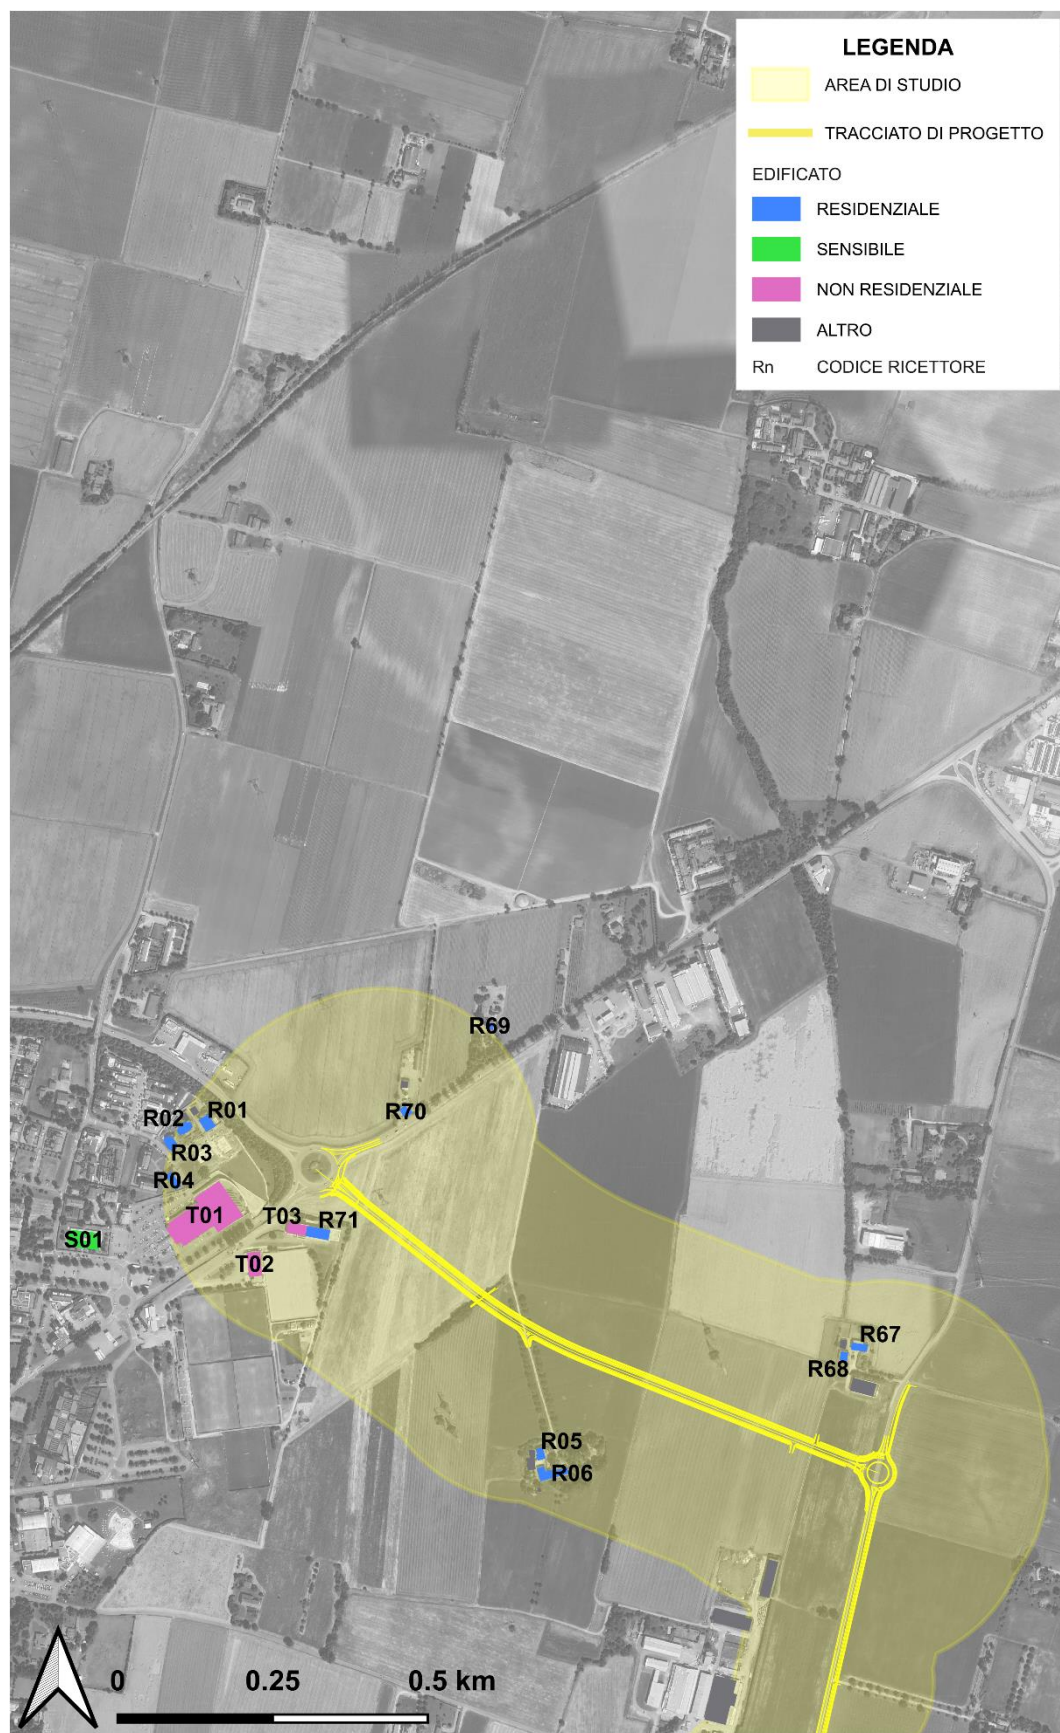 LEGENDA
AREA DI STUDIO
TRACCIATO DI PROGETTO
EDIFICATO
RESIDENZIALE
SENSIBILE
NON RESIDENZIALE
ALTRO
Rn CODICE RICETTORE
R69
R70
R02 R01
R03
R04
T01
T03 R71
S01
T02
R67
R68
R05
R06
0 0.25 0.5 km